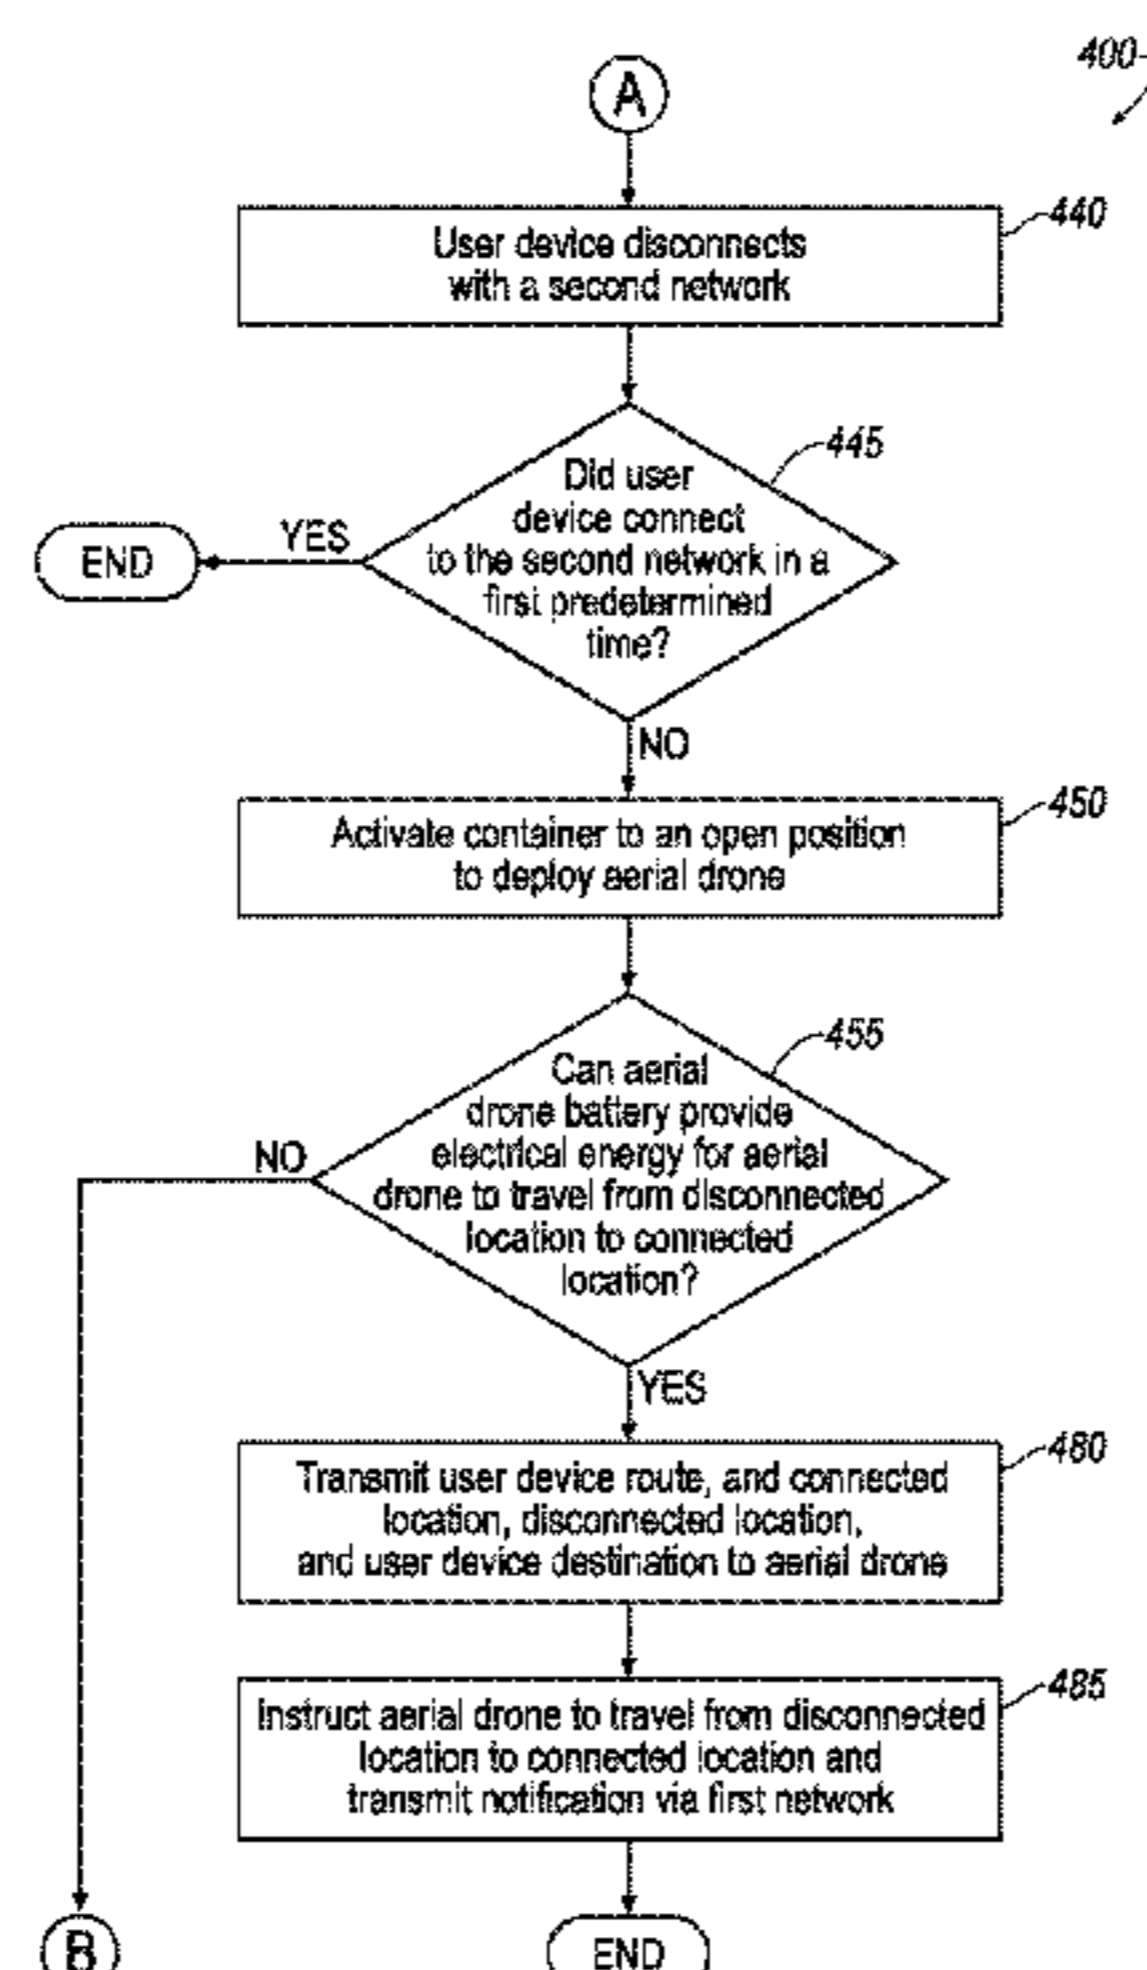 400
A
440
User device disconnects
with a second network
445
Did user
device connect
to the second network in a
first predetermined
time?
YES
END
NO
450
Activate container to an open position
to deploy aerial drone
455
Can aerial
drone battery provide
electrical energy for aerial
drone to travel from disconnected
location to connected
location?
NO
YES
480
Transmit user device route, and connected
location, disconnected location,
and user device destination to aerial drone
485
Instruct aerial drone to travel from disconnected
location to connected location and
transmit notification via first network
B
END